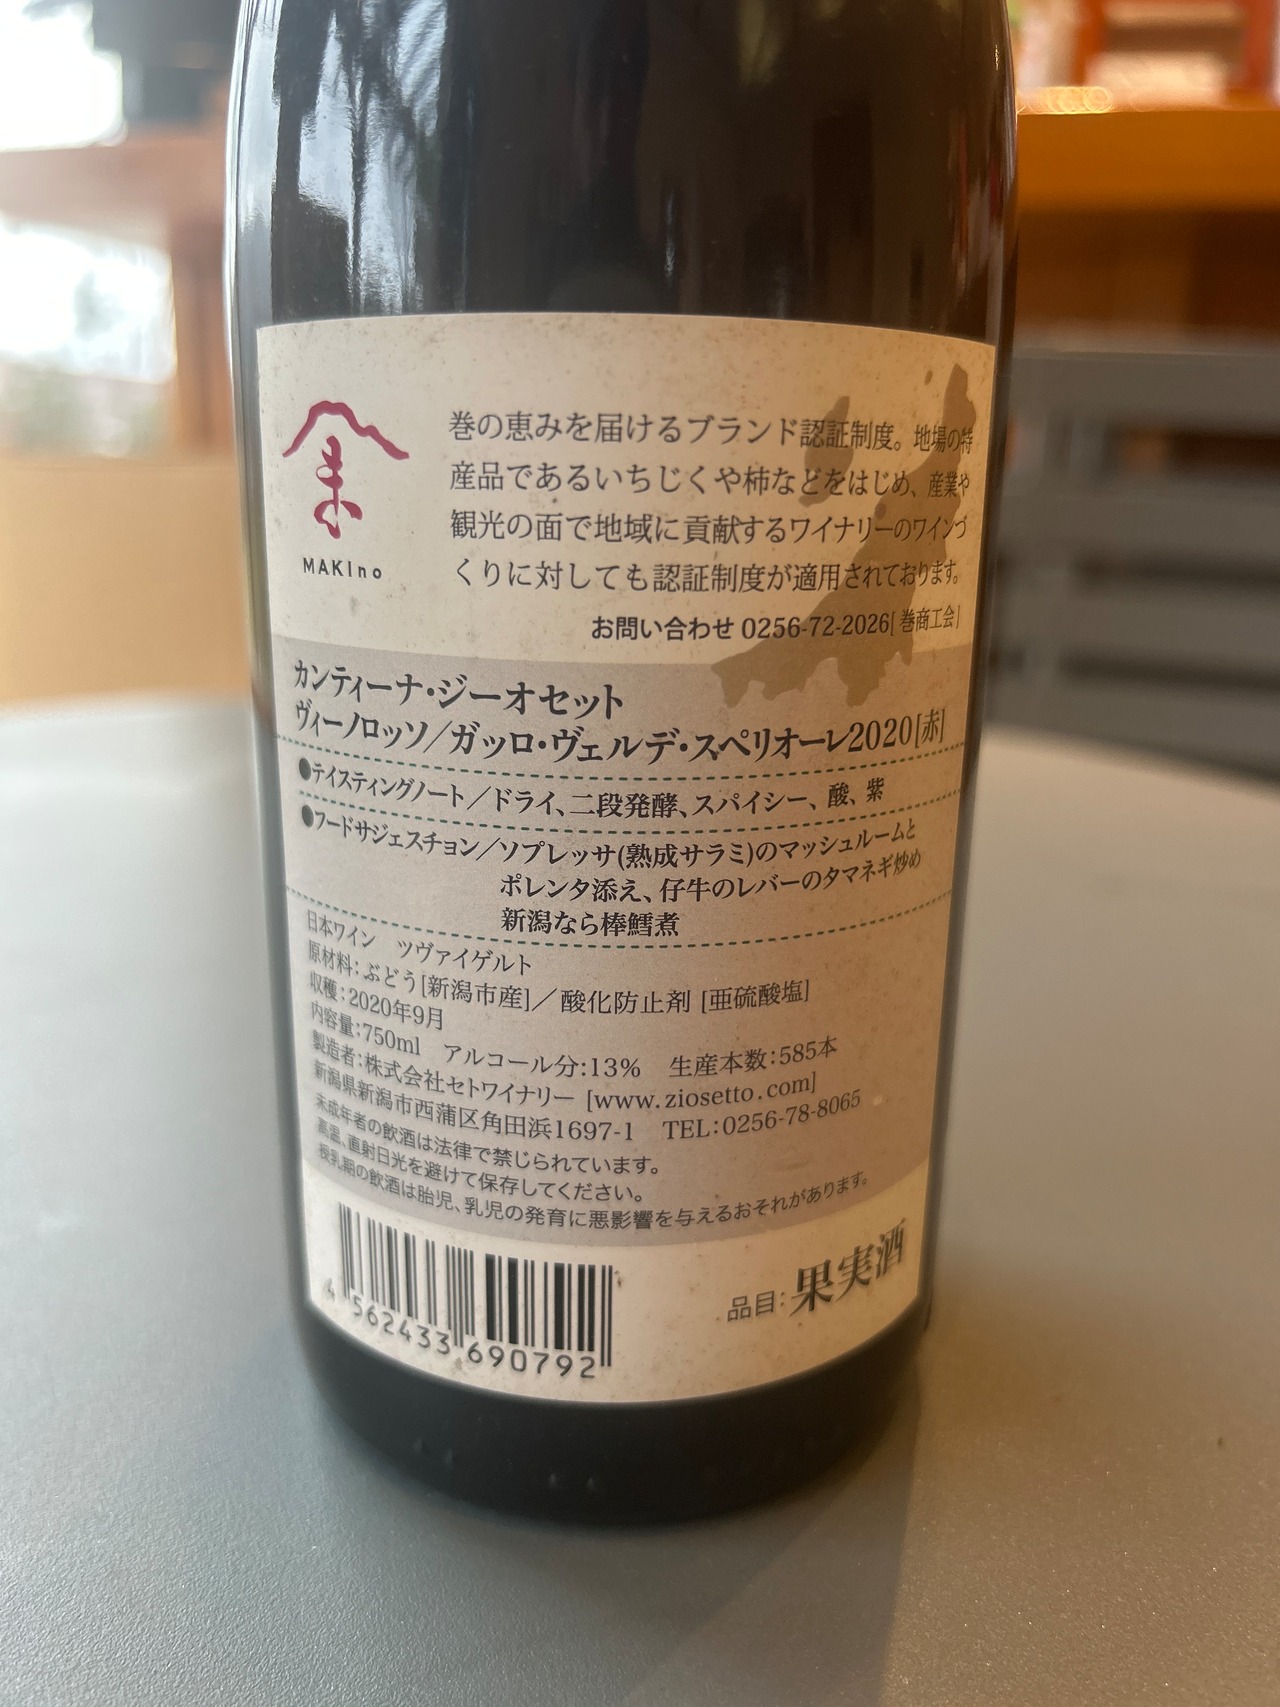 MAKIno
巻の恵みを届けるブランド認証制度。地場の特
産品であるいちじくや柿などをはじめ、産業や
観光の面で地域に貢献するワイナリーのワインづ
くりに対しても認証制度が適用されております。
お問い合わせ 0256-72-2026[巻商工会]
カンティーナ・ジーオセット
ヴィーノロッソ/ガッロ・ヴェルデ・スペリオーレ2020[赤]
●テイスティングノート/ドライ、二段発酵、スパイシー、酸、紫
●フードサジェスチョン/ソプレッサ(熟成サラミ)のマッシュルームと
ポレンタ添え、仔牛のレバーのタマネギ炒め
新潟なら棒鱈煮
日本ワイン ツヴァイゲルト
原材料:ぶどう[新潟市産]/酸化防止剤 [亜硫酸塩]
収穫:2020年9月
内容量:750ml アルコール分:13% 生産本数:585本
製造者:株式会社セトワイナリー [www.ziosetto.com]
新潟県新潟市西蒲区角田浜1697-1 TEL:0256-78-8065
未成年者の飲酒は法律で禁じられています。
高温、直射日光を避けて保存してください。
授乳期の飲酒は胎児、乳児の発育に悪影響を与えるおそれがあります。
4 562433 690792
品目:果実酒